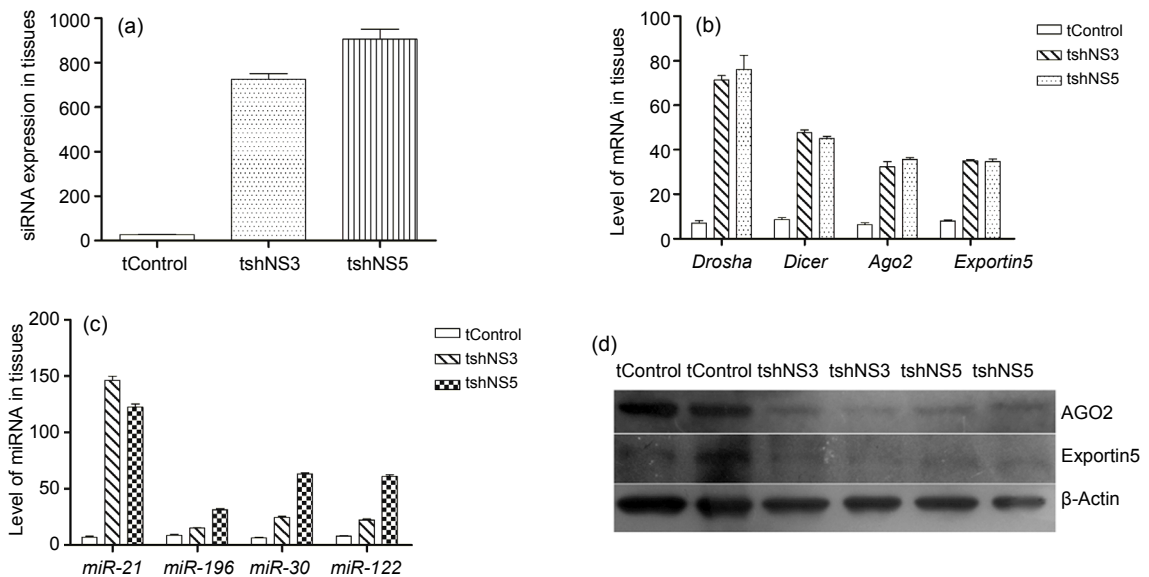 (a)
siRNA expression in tissues
1000
800
600
400
200
0
tControl tshNS3 tshNS5
(b)
Level of mRNA in tissues
100
80
60
40
20
0
Drosha Dicer Ago2 Exportin5
tControl
tshNS3
tshNS5
(c)
Level of miRNA in tissues
200
150
100
50
0
miR-21 miR-196 miR-30 miR-122
tControl
tshNS3
tshNS5
(d)
tControl tControl tshNS3 tshNS3 tshNS5 tshNS5
AGO2
Exportin5
β-Actin